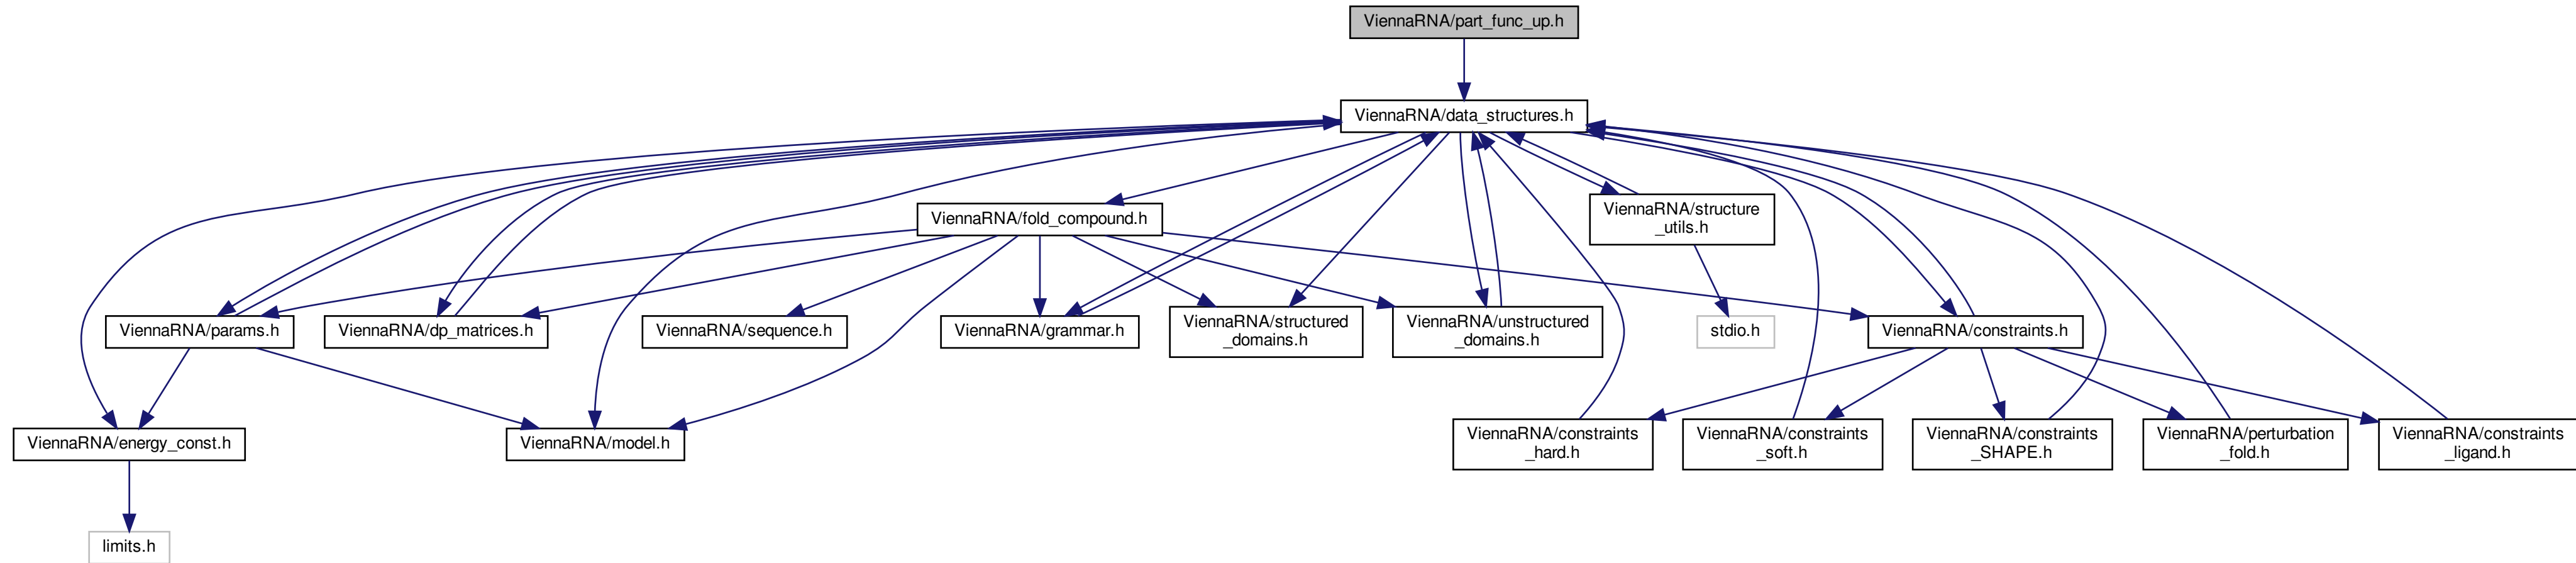 ViennaRNA/part_func_up.h
ViennaRNA/data_structures.h
ViennaRNA/fold_compound.h
ViennaRNA/structure
_utils.h
ViennaRNA/params.h
ViennaRNA/dp_matrices.h
ViennaRNA/sequence.h
ViennaRNA/grammar.h
ViennaRNA/structured
_domains.h
ViennaRNA/unstructured
_domains.h
stdio.h
ViennaRNA/constraints.h
ViennaRNA/energy_const.h
ViennaRNA/model.h
ViennaRNA/constraints
_hard.h
ViennaRNA/constraints
_soft.h
ViennaRNA/constraints
_SHAPE.h
ViennaRNA/perturbation
_fold.h
ViennaRNA/constraints
_ligand.h
limits.h